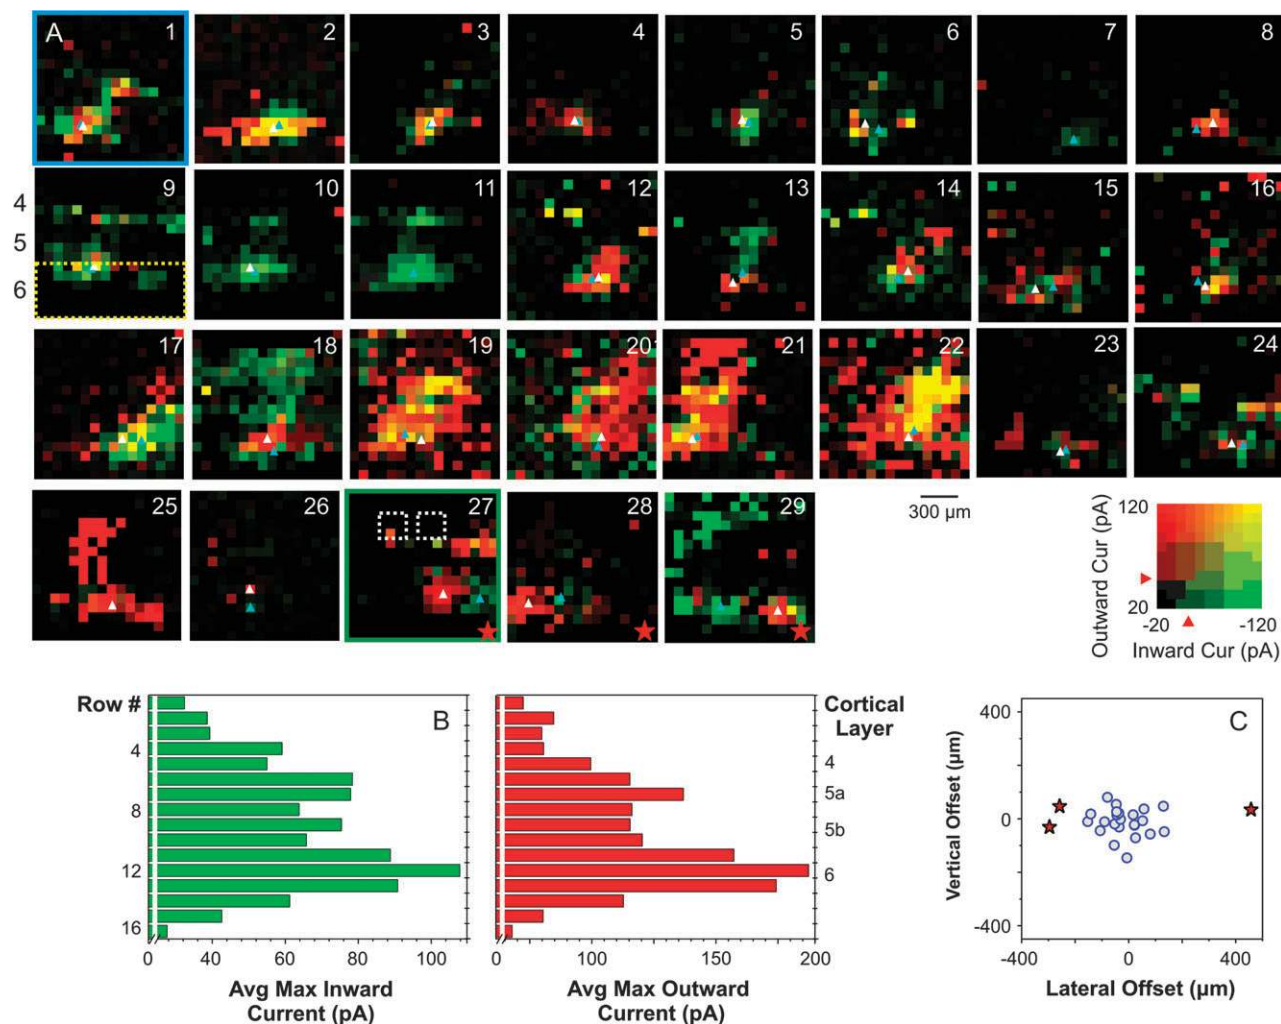 A 1 2 3 4 5 6 7 8
9 10 11 12 13 14 15 16
4
5
6
17 18 19 20 21 22 23 24
25 26 27 28 29
300 μm
Outward Cur (pA)
120
20
-20 -120
Inward Cur (pA)
Row #
B
4
8
12
16
0 40 60 80 100
Avg Max Inward
Current (pA)
Cortical
Layer
4
5a
5b
6
0 100 150 200
Avg Max Outward
Current (pA)
C
Vertical Offset (μm)
400
0
-400
-400 0 400
Lateral Offset (μm)